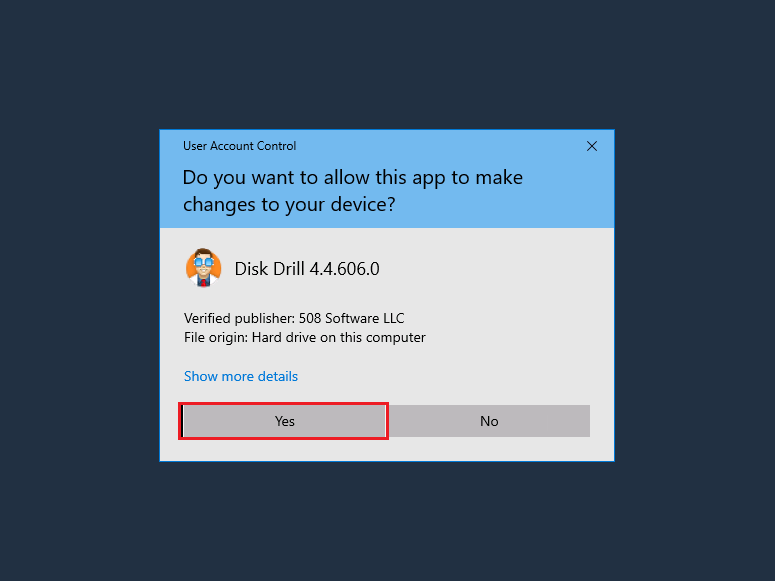 User Account Control
Do you want to allow this app to make
changes to your device?
Disk Drill 4.4.606.0
Verified publisher: 508 Software LLC
File origin: Hard drive on this computer
Show more details
Yes
No